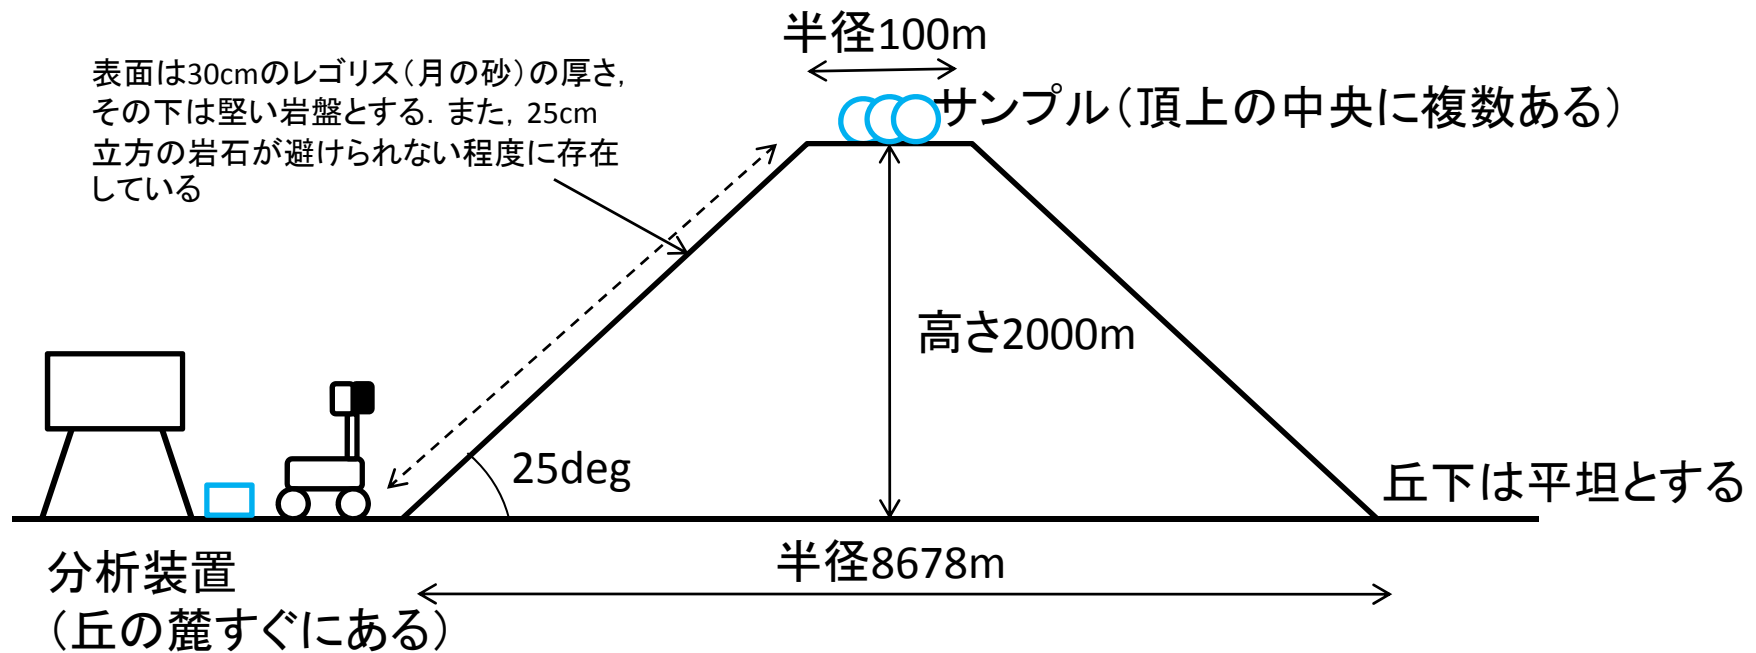 半径100m
表面は30cmのレゴリス（月の砂）の厚さ,
その下は堅い岩盤とする. また, 25cm
立方の岩石が避けられない程度に存在
している
サンプル（頂上の中央に複数ある）
高さ2000m
25deg
丘下は平坦とする
半径8678m
分析装置
（丘の麓すぐにある）